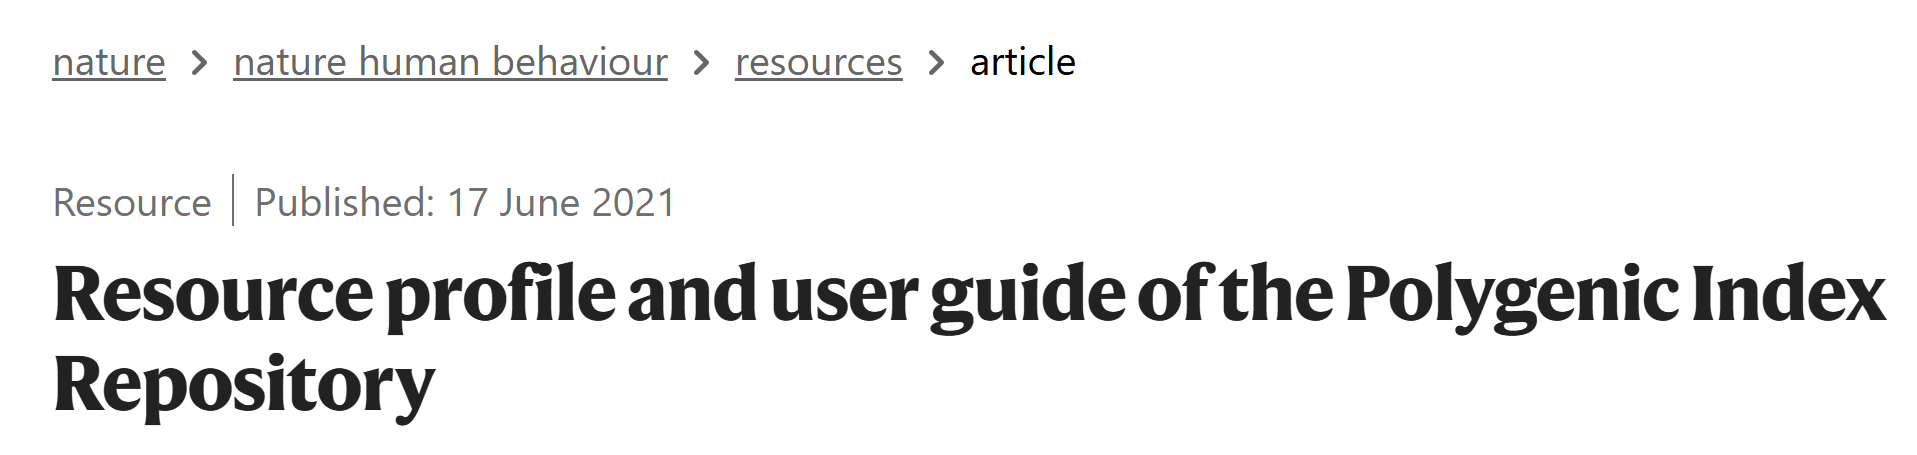 nature > nature human behaviour > resources > article
Resource | Published: 17 June 2021
Resource profile and user guide of the Polygenic Index
Repository